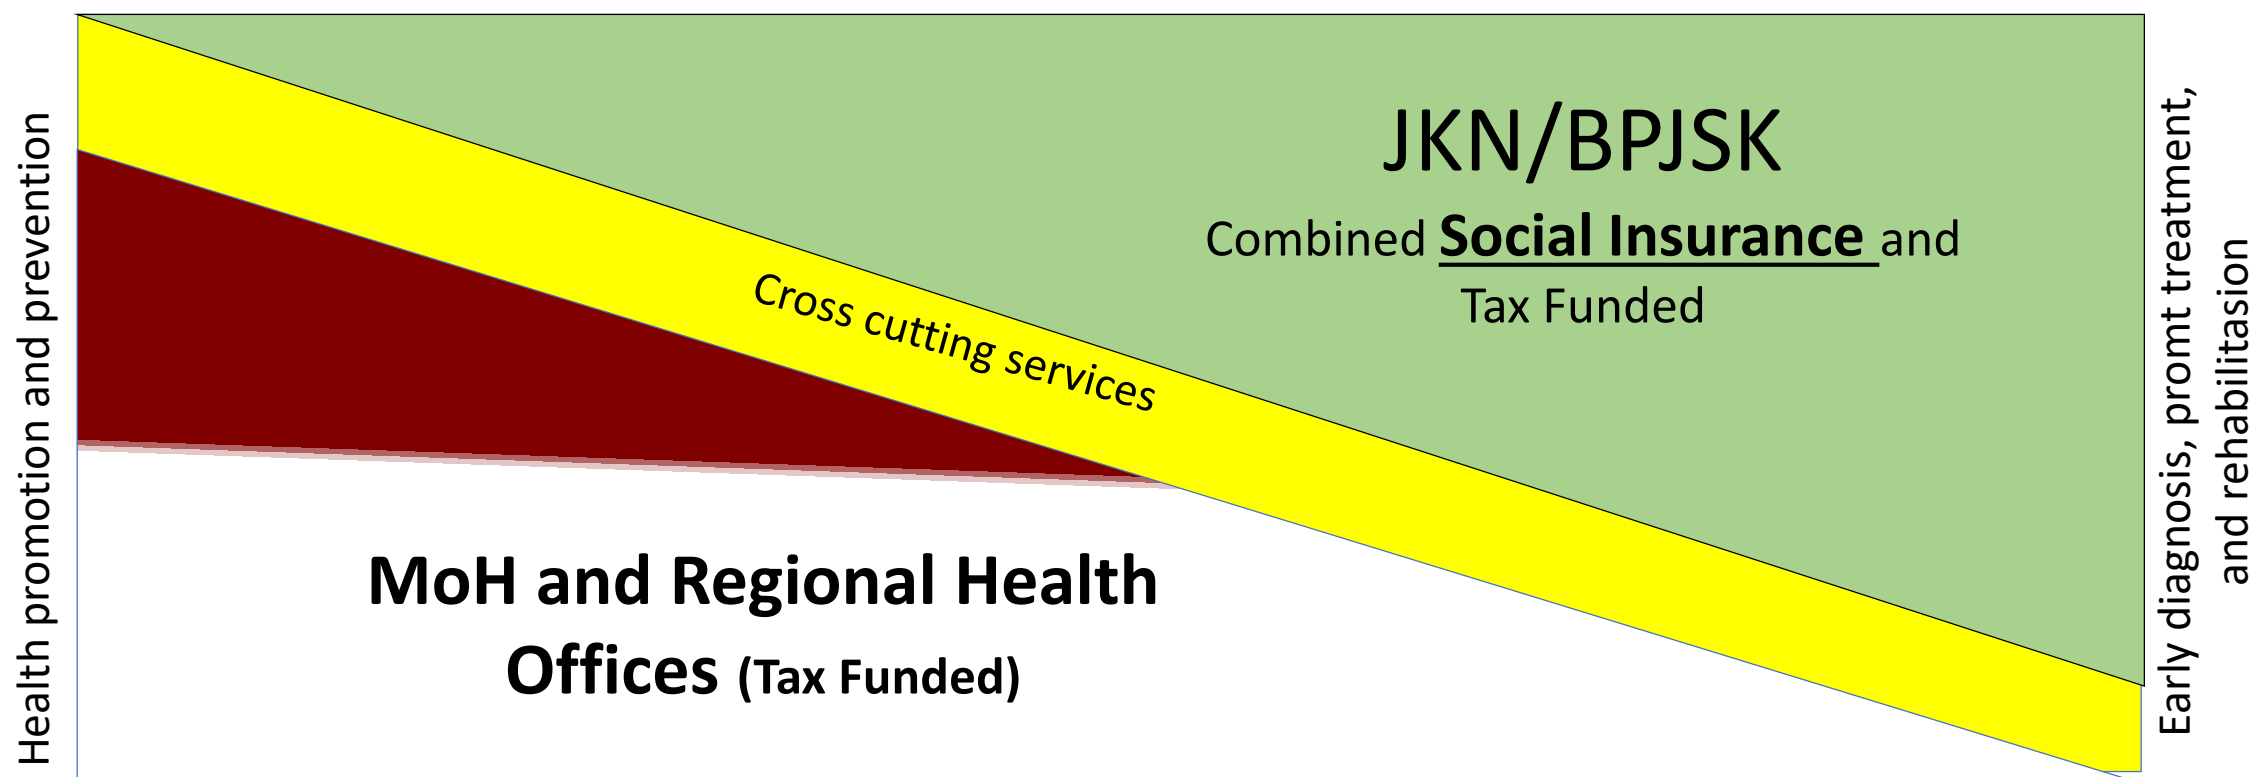 Health promotion and prevention
JKN/BPJSK
Combined Social Insurance and
Tax Funded
Cross cutting services
MoH and Regional Health
Offices (Tax Funded)
Early diagnosis, promt treatment,
and rehabilitasion